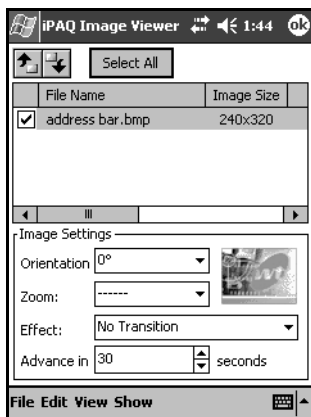 iPAQ Image Viewer 1:44 ok
Select All
File Name Image Size
address bar.bmp 240x320
Image Settings
Orientation 0°
Zoom: ------
Effect: No Transition
Advance in 30 seconds
File Edit View Show